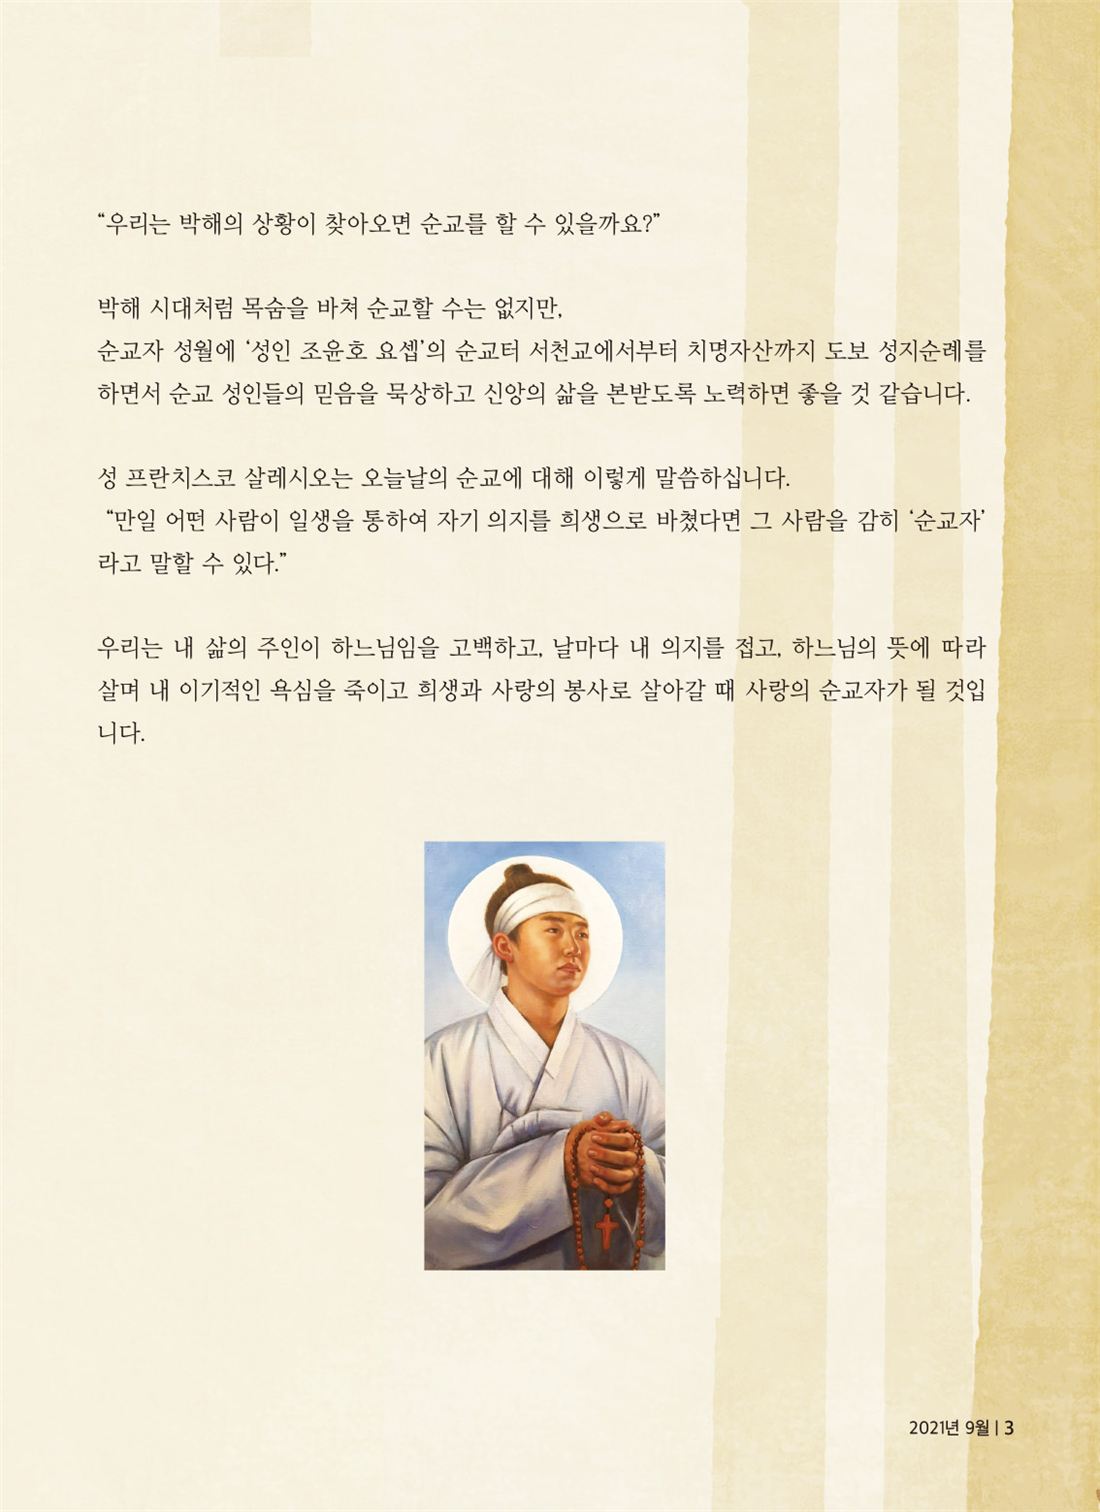 “우리는 박해의 상황이 찾아오면 순교를 할 수 있을까요?”
박해 시대처럼 목숨을 바쳐 순교할 수는 없지만,
순교자 성월에 ‘성인 조윤호 요셉’의 순교터 서천교에서부터 치명자산까지 도보 성지순례를
하면서 순교 성인들의 믿음을 묵상하고 신앙의 삶을 본받도록 노력하면 좋을 것 같습니다.
성 프란치스코 살레시오는 오늘날의 순교에 대해 이렇게 말씀하십니다.
“만일 어떤 사람이 일생을 통하여 자기 의지를 희생으로 바쳤다면 그 사람을 감히 ‘순교자’
라고 말할 수 있다.”
우리는 내 삶의 주인이 하느님임을 고백하고, 날마다 내 의지를 접고, 하느님의 뜻에 따라
살며 내 이기적인 욕심을 죽이고 희생과 사랑의 봉사로 살아갈 때 사랑의 순교자가 될 것입
니다.
2021년 9월 | 3